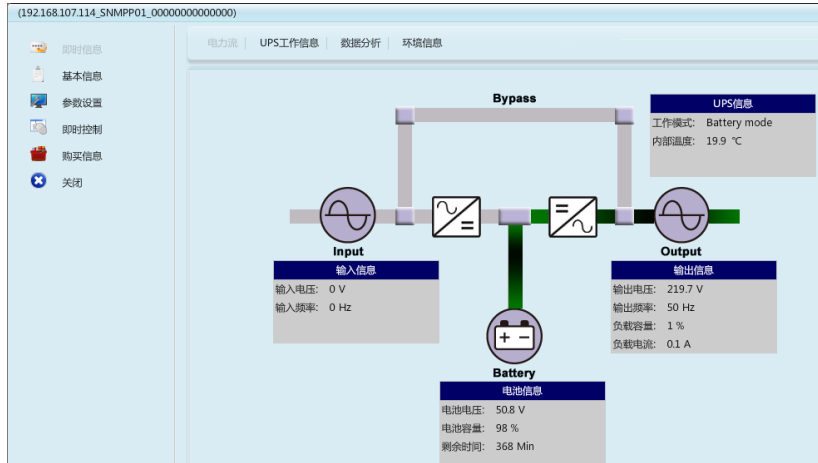 (192.168.107.114_SNMPP01_00000000000000)
即时信息
基本信息
参数设置
即时控制
购买信息
关闭
电力流 | UPS工作信息 | 数据分析 | 环境信息
Bypass
UPS信息
工作模式: Battery mode
内部温度: 19.9 ℃
Input
输入信息
输入电压: 0 V
输入频率: 0 Hz
Output
输出信息
输出电压: 219.7 V
输出频率: 50 Hz
负载容量: 1 %
负载电流: 0.1 A
Battery
电池信息
电池电压: 50.8 V
电池容量: 98 %
剩余时间: 368 Min